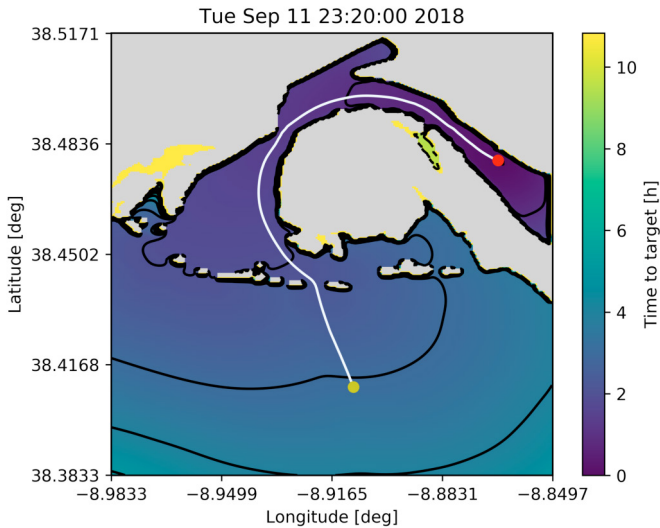 Tue Sep 11 23:20:00 2018
38.5171
38.4836
38.4502
38.4168
38.3833
Latitude [deg]
−8.9833 −8.9499 −8.9165 −8.8831 −8.8497
Longitude [deg]
10
8
6
4
2
0
Time to target [h]